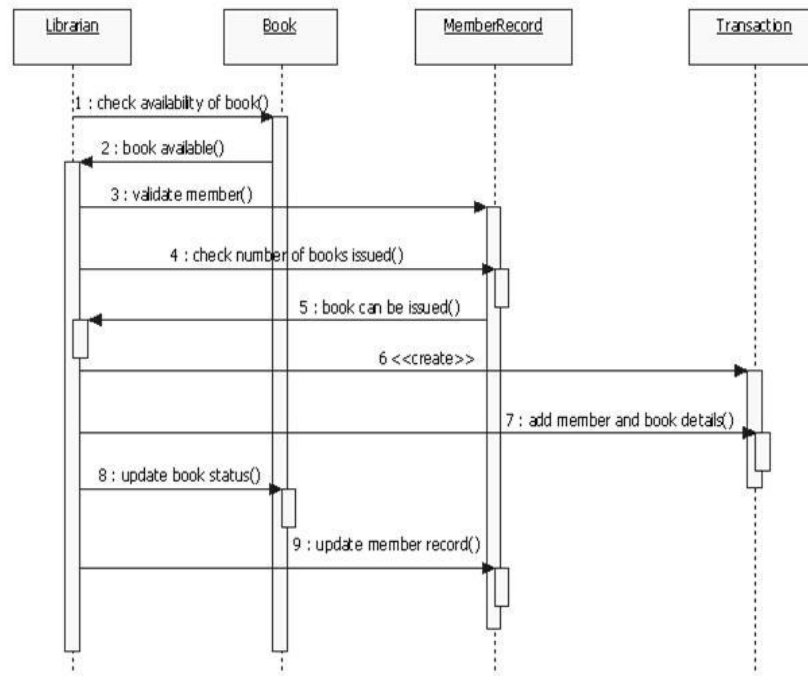 Librarian
Book
MemberRecord
Transaction
1 : check availability of book()
2 : book available()
3 : validate member()
4 : check number of books issued()
5 : book can be issued()
6 <<create>>
7 : add member and book details()
8 : update book status()
9 : update member record()